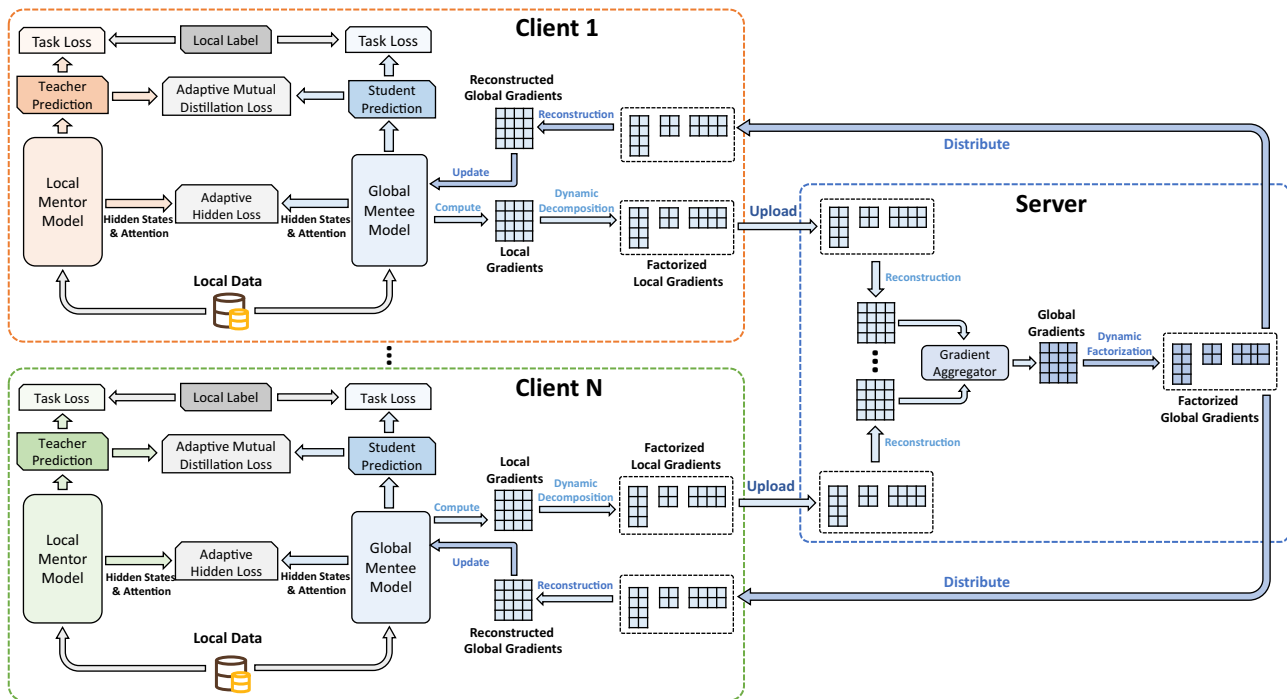 Client 1
Task Loss
Local Label
Task Loss
Teacher
Prediction
Adaptive Mutual
Distillation Loss
Student
Prediction
Reconstructed
Global Gradients
Reconstruction
Distribute
Local
Mentor
Model
Adaptive
Hidden Loss
Hidden States
& Attention
Hidden States
& Attention
Global
Mentee
Model
Update
Compute
Dynamic
Decomposition
Local
Gradients
Factorized
Local Gradients
Local Data
Upload
Server
Reconstruction
Gradient
Aggregator
Global
Gradients
Dynamic
Factorization
Factorized
Global Gradients
Reconstruction
Client N
Task Loss
Local Label
Task Loss
Teacher
Prediction
Adaptive Mutual
Distillation Loss
Student
Prediction
Local
Gradients
Factorized
Local Gradients
Compute
Dynamic
Decomposition
Upload
Local
Mentor
Model
Adaptive
Hidden Loss
Hidden States
& Attention
Hidden States
& Attention
Global
Mentee
Model
Update
Reconstruction
Distribute
Reconstructed
Global Gradients
Local Data